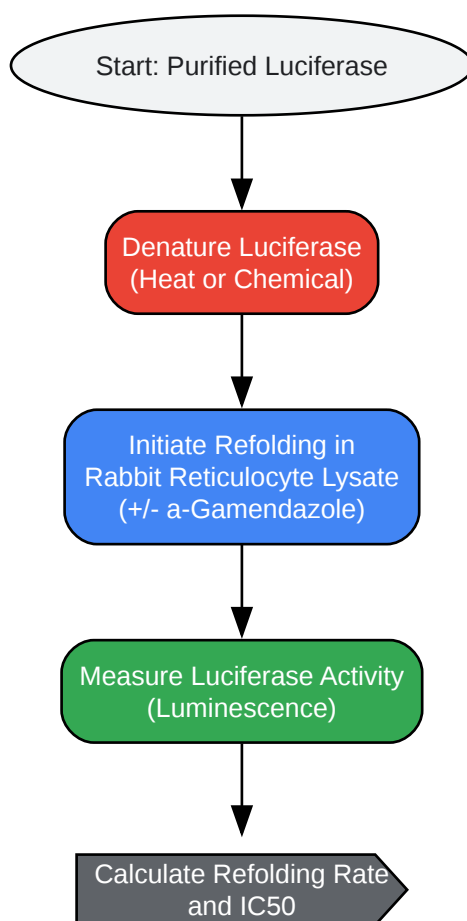 Start: Purified Luciferase
Denature Luciferase
(Heat or Chemical)
Initiate Refolding in
Rabbit Reticulocyte Lysate
(+/- a-Gamendazole)
Measure Luciferase Activity
(Luminescence)
Calculate Refolding Rate
and IC50